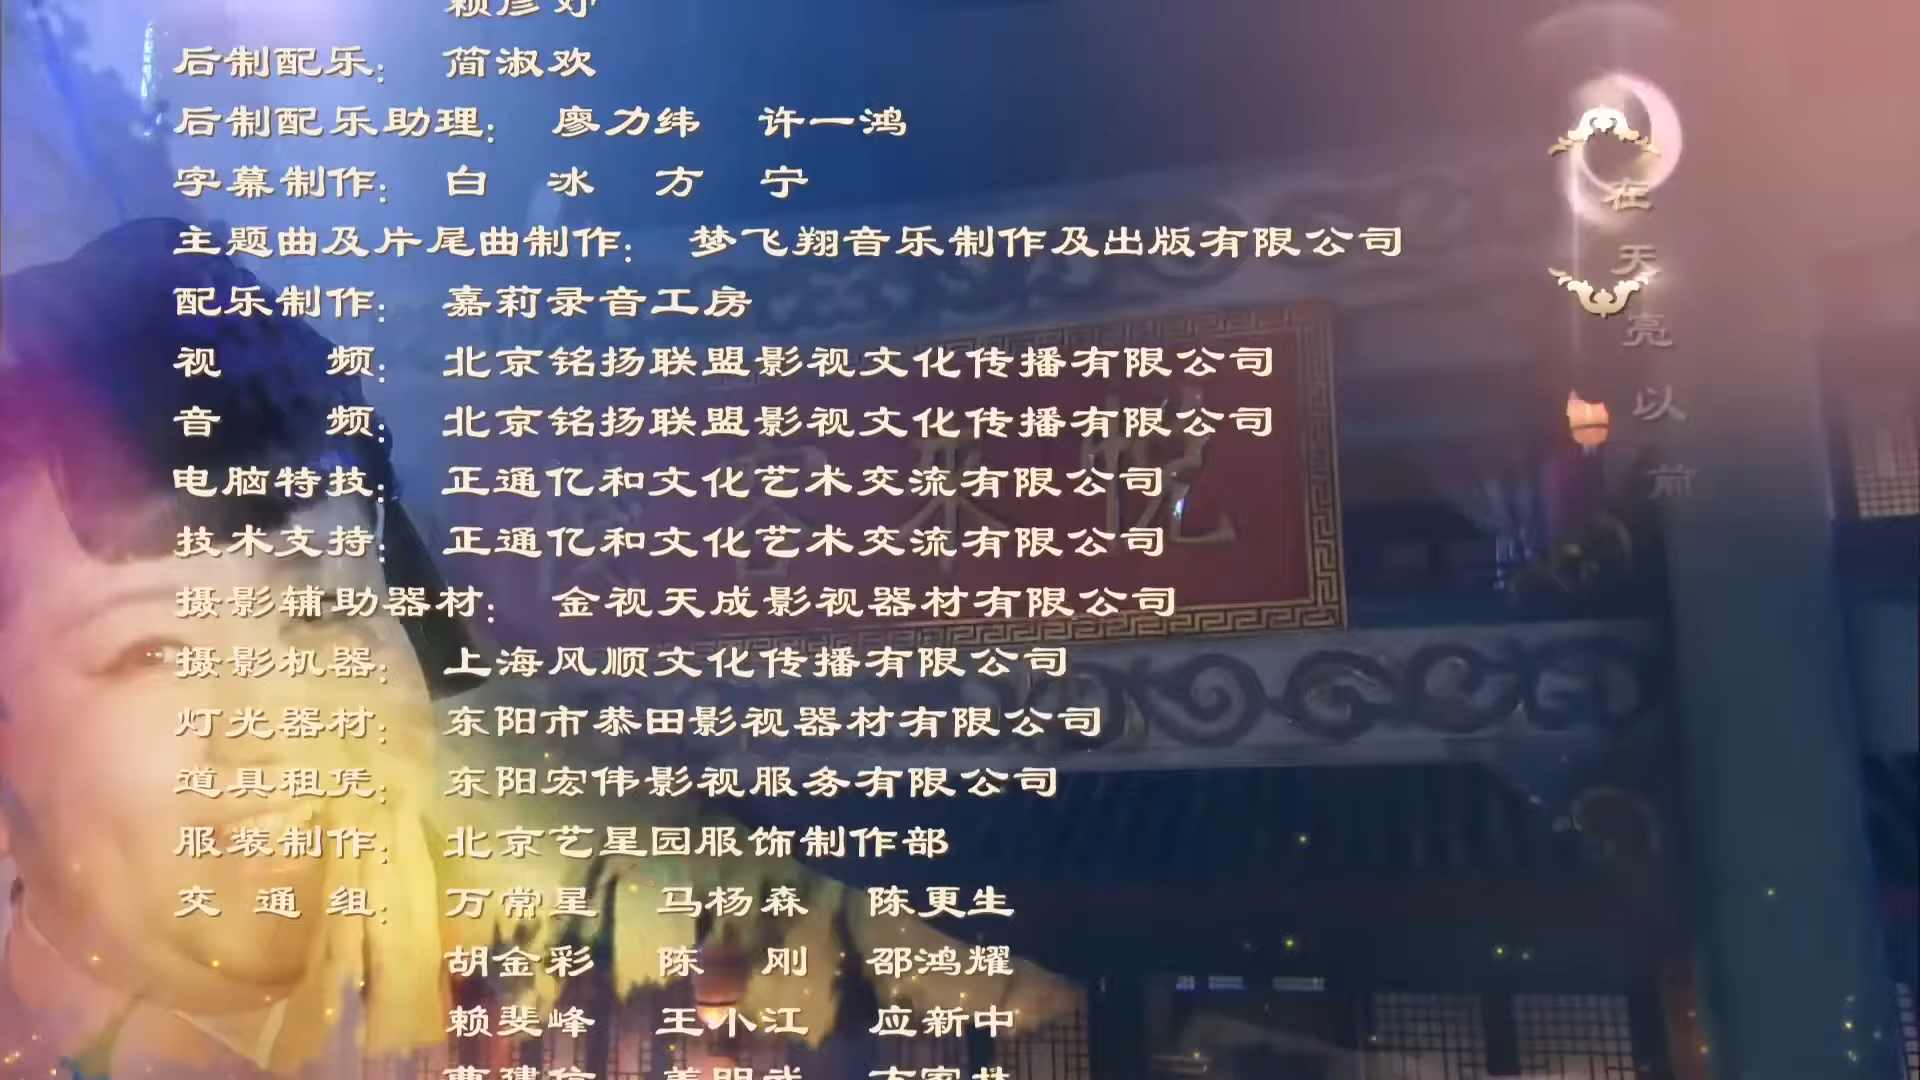 赖彦妤
后制配乐: 简淑欢
后制配乐助理: 廖力纬 许一鸿
字幕制作: 白 冰 方 宁
主题曲及片尾曲制作: 梦飞翔音乐制作及出版有限公司
配乐制作: 嘉莉录音工房
视 频: 北京铭扬联盟影视文化传播有限公司
音 频: 北京铭扬联盟影视文化传播有限公司
电脑特技: 正通亿和文化艺术交流有限公司
技术支持: 正通亿和文化艺术交流有限公司
摄影辅助器材: 金视天成影视器材有限公司
摄影机器: 上海风顺文化传播有限公司
灯光器材: 东阳市恭田影视器材有限公司
道具租凭: 东阳宏伟影视服务有限公司
服装制作: 北京艺星园服饰制作部
交 通 组: 万常星 马杨森 陈更生
胡金彩 陈 刚 邵鸿耀
赖斐峰 王小江 应新中
在天亮以前
悦来客栈